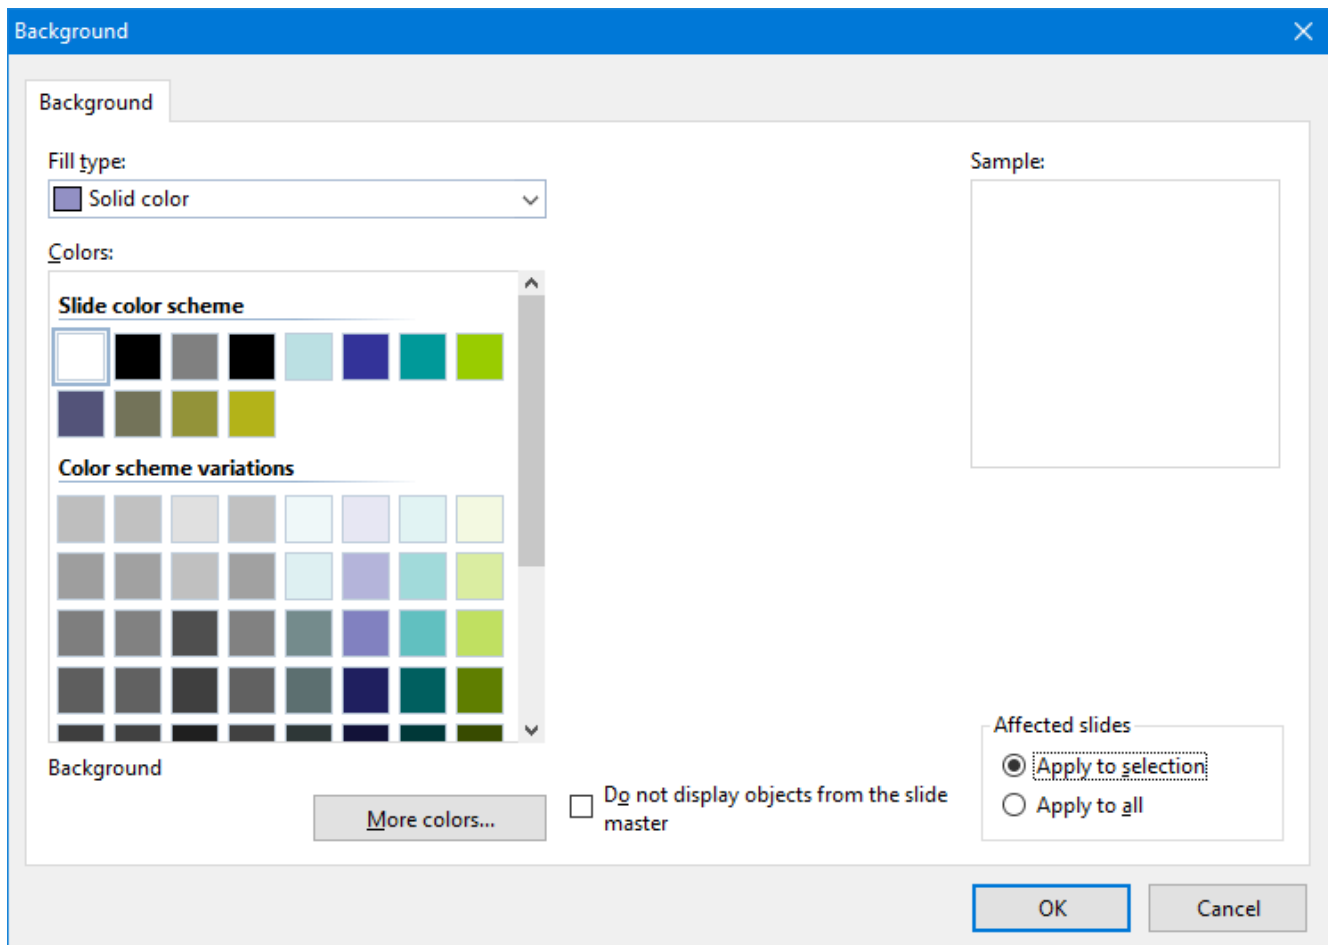 Background
Background
Fill type:
Sample:
Solid color
Colors:
Slide color scheme
Color scheme variations
Background
More colors...
Do not display objects from the slide
master
Affected slides
Apply to selection
Apply to all
OK
Cancel